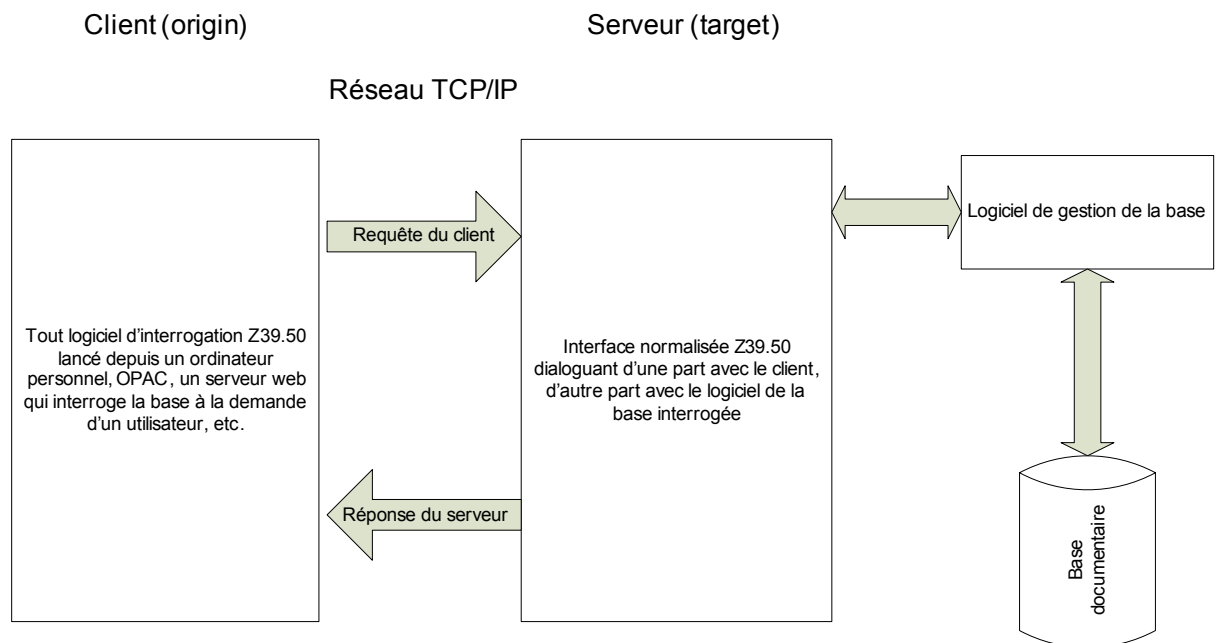 Client (origin)
Serveur (target)
Réseau TCP/IP
Requête du client
Logiciel de gestion de la base
Tout logiciel d’interrogation Z39.50
lancé depuis un ordinateur
personnel, OPAC, un serveur web
qui interroge la base à la demande
d’un utilisateur, etc.
Interface normalisée Z39.50
dialoguant d’une part avec le client,
d’autre part avec le logiciel de la
base interrogée
Réponse du serveur
Base
documentaire